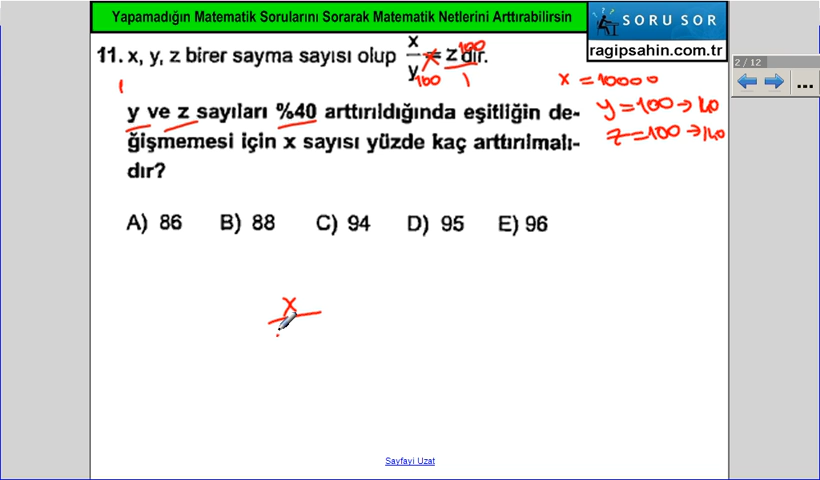 Yapamadığın Matematik Sorularını Sorarak Matematik Netlerini Arttırabilirsin
SORU SOR
ragipsahin.com.tr
2 / 12
...
11. x, y, z birer sayma sayısı olup x/y = z dir.
100
100
1
1
x = 10000
y = 100 → 140
z = 100 → 140
y ve z sayıları %40 arttırıldığında eşitliğin de-
ğişmemesi için x sayısı yüzde kaç arttırılmalı-
dır?
A) 86 B) 88 C) 94 D) 95 E) 96
x
Sayfayi Uzat